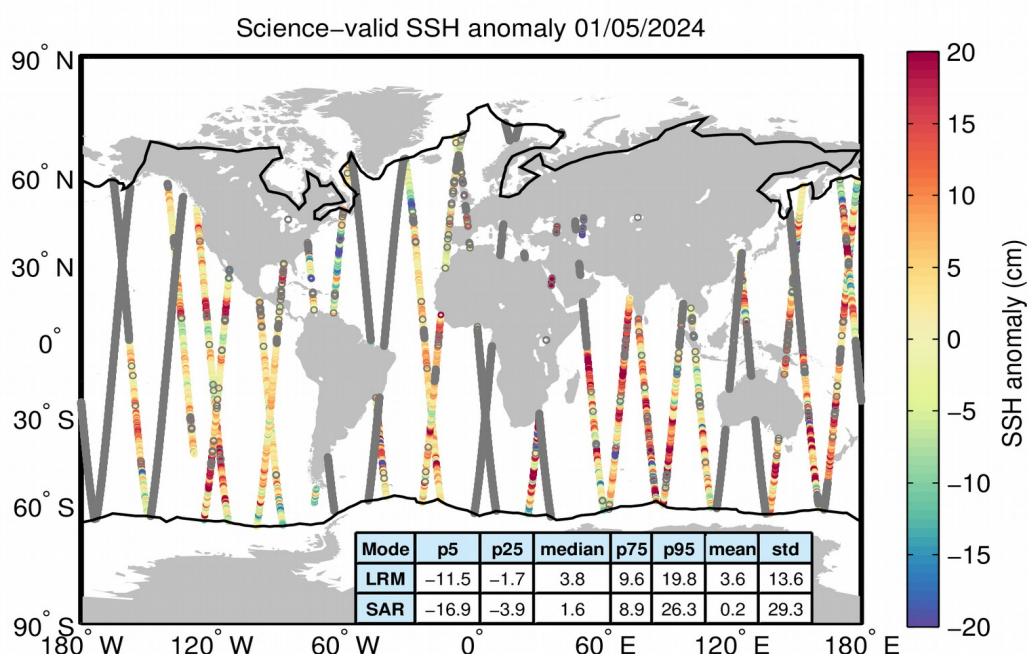 Science−valid SSH anomaly 01/05/2024
90° N
60° N
30° N
0°
30° S
60° S
90° S
180° W
120° W
60° W
0°
60° E
120° E
180° E
Mode p5 p25 median p75 p95 mean std
LRM −11.5 −1.7 3.8 9.6 19.8 3.6 13.6
SAR −16.9 −3.9 1.6 8.9 26.3 0.2 29.3
20
15
10
5
0
−5
−10
−15
−20
SSH anomaly (cm)